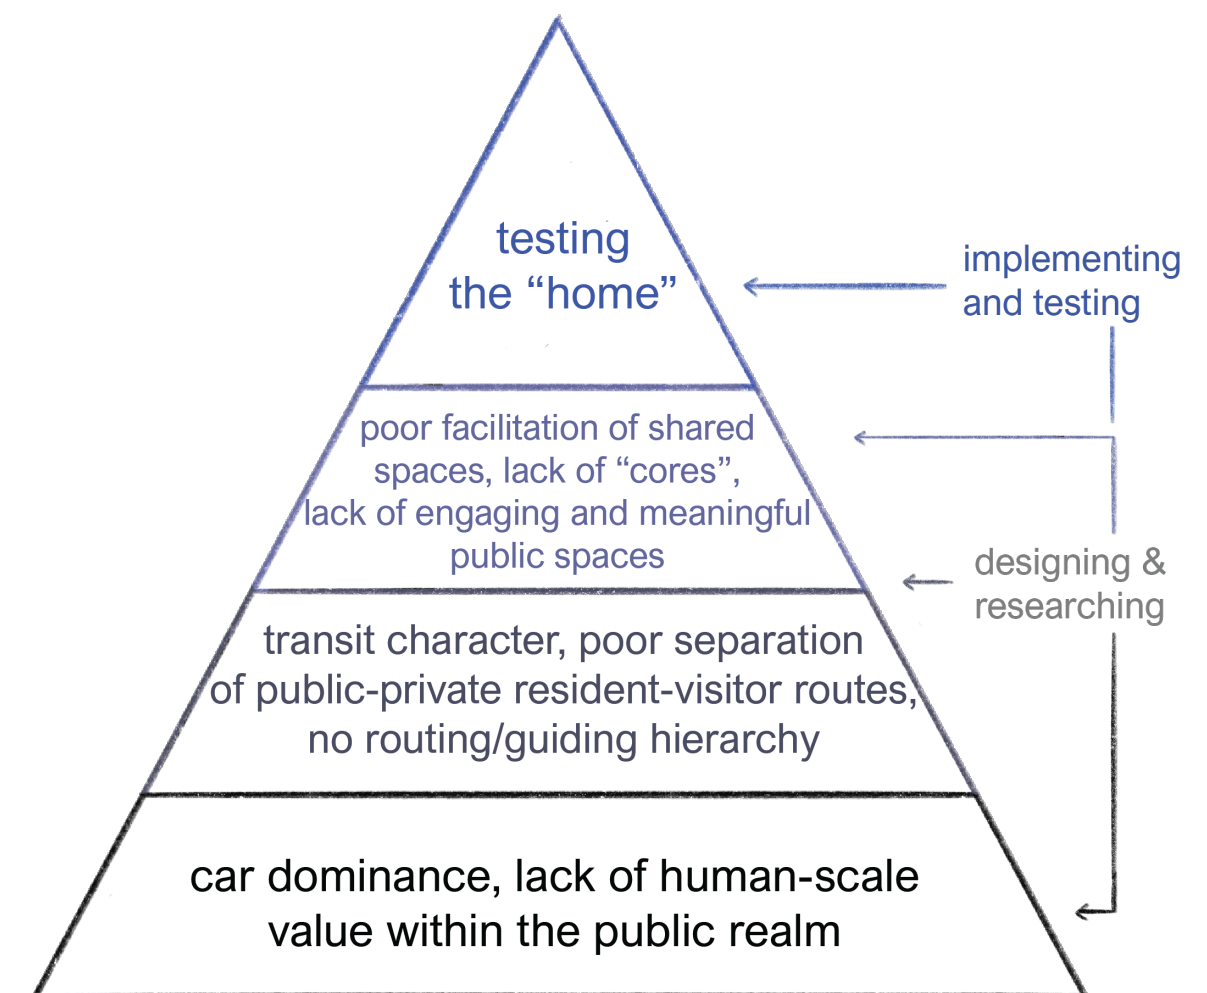 testing
the “home”
implementing
and testing
poor facilitation of shared
spaces, lack of “cores”,
lack of engaging and meaningful
public spaces
designing &
researching
transit character, poor separation
of public-private resident-visitor routes,
no routing/guiding hierarchy
car dominance, lack of human-scale
value within the public realm